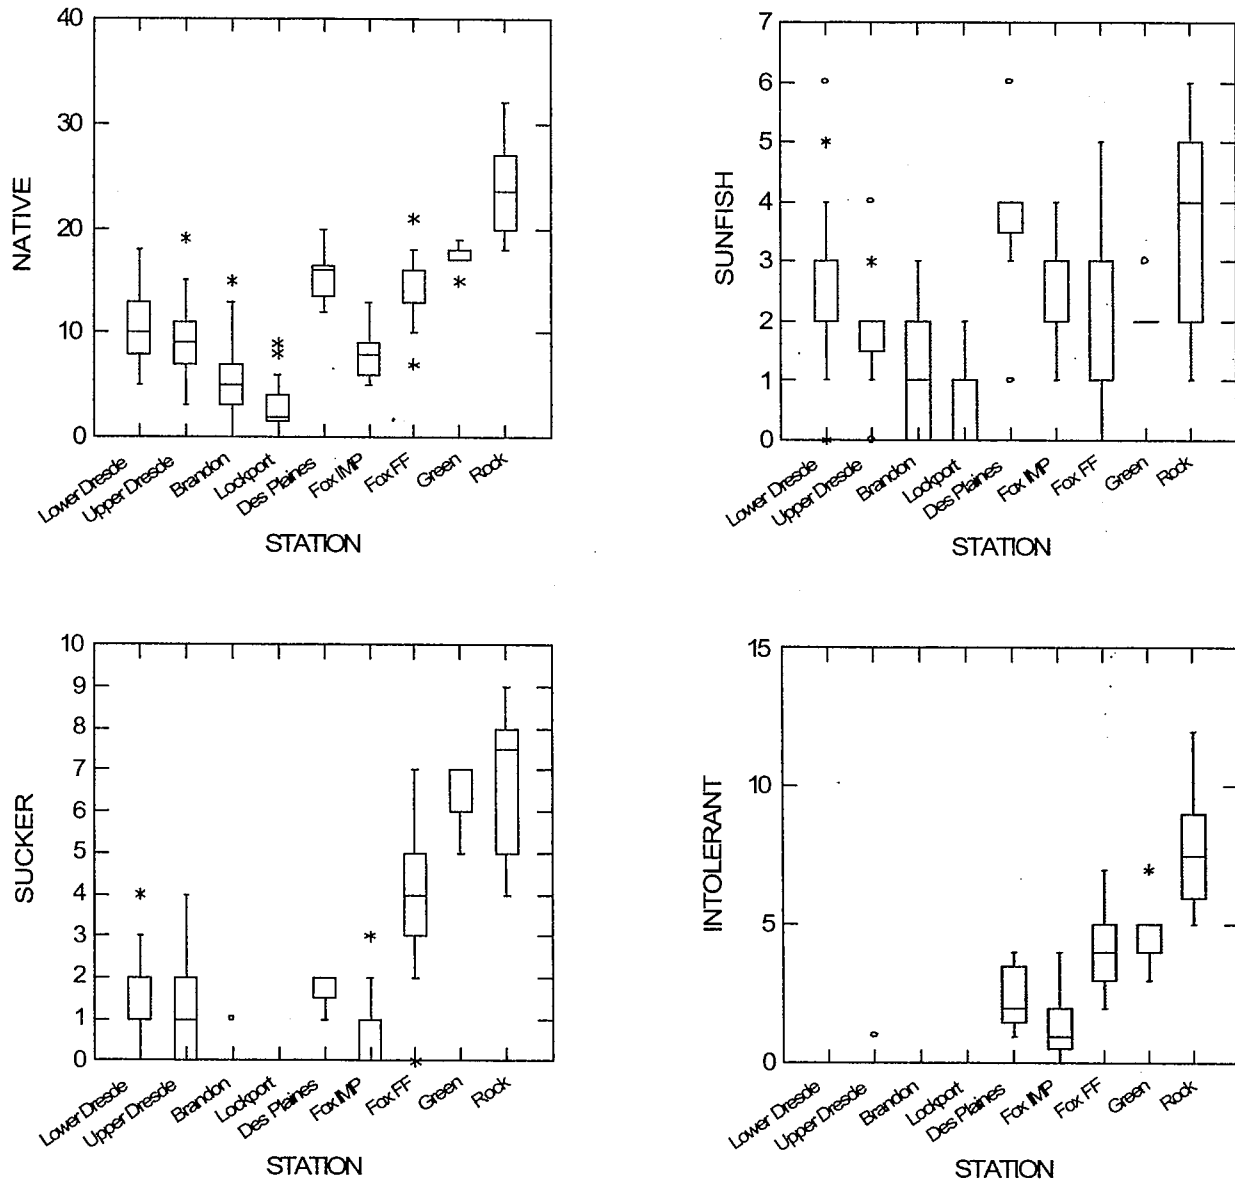 NATIVE
40
30
20
10
0
Lower Dresde
Upper Dresde
Brandon
Lockport
Des Plaines
Fox IMP
Fox FF
Green
Rock
STATION
SUNFISH
7
6
5
4
3
2
1
0
Lower Dresde
Upper Dresde
Brandon
Lockport
Des Plaines
Fox IMP
Fox FF
Green
Rock
STATION
SUCKER
10
9
8
7
6
5
4
3
2
1
0
Lower Dresde
Upper Dresde
Brandon
Lockport
Des Plaines
Fox IMP
Fox FF
Green
Rock
STATION
INTOLERANT
15
10
5
0
Lower Dresde
Upper Dresde
Brandon
Lockport
Des Plaines
Fox IMP
Fox FF
Green
Rock
STATION